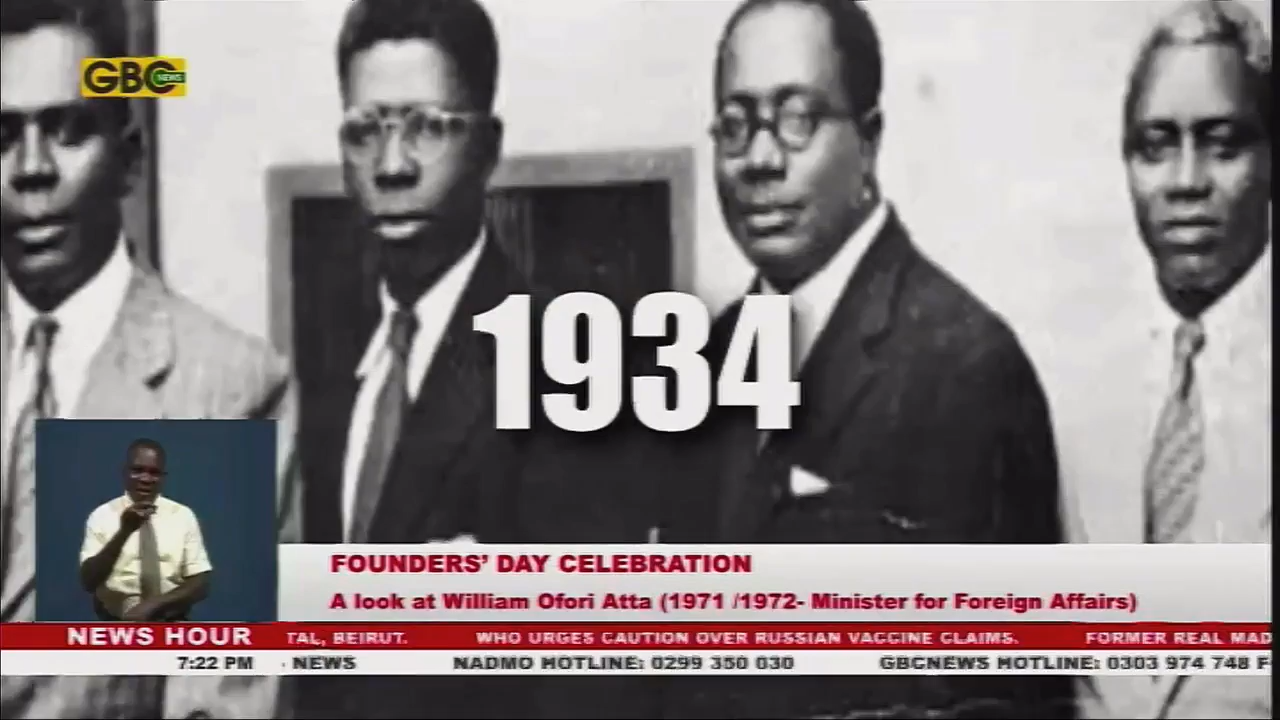 GBC NEWS
1934
FOUNDERS' DAY CELEBRATION
A look at William Ofori Atta (1971 /1972- Minister for Foreign Affairs)
NEWS HOUR
TAL, BEIRUT. WHO URGES CAUTION OVER RUSSIAN VACCINE CLAIMS. FORMER REAL MAD
7:22 PM
· NEWS NADMO HOTLINE: 0299 350 030 GBCNEWS HOTLINE: 0303 974 748 F